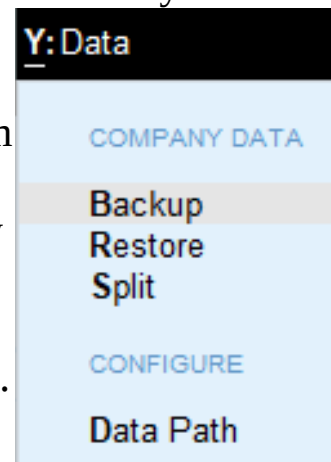 Y: Data
COMPANY DATA
Backup
Restore
Split
CONFIGURE
Data Path